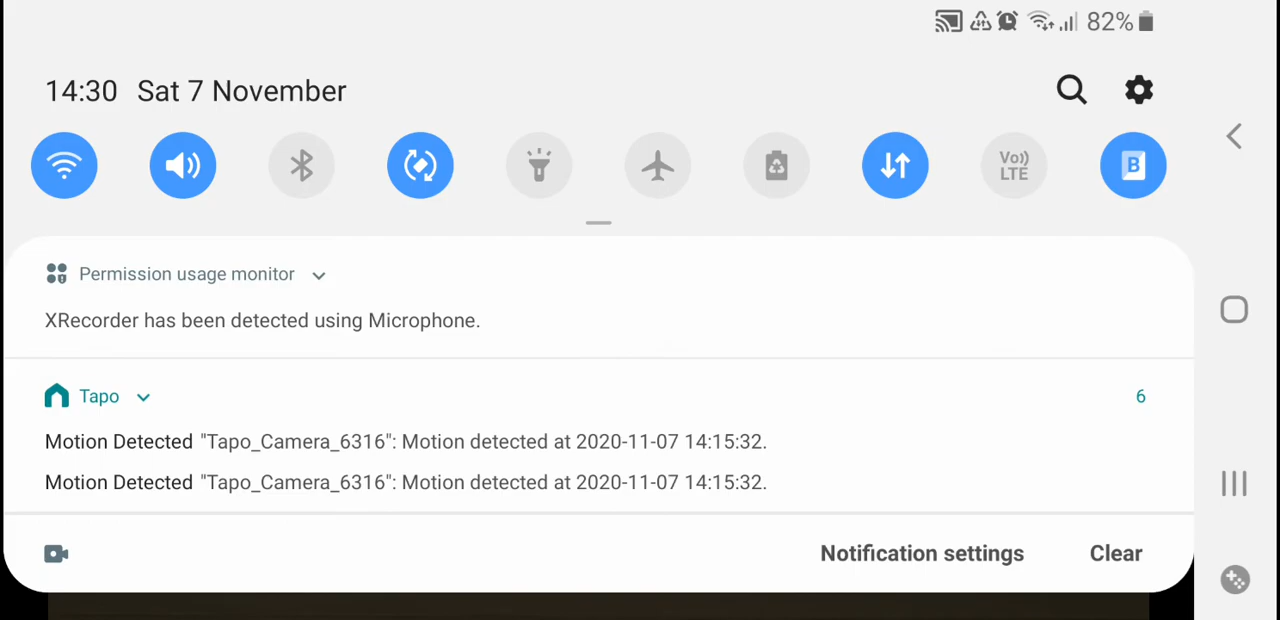 82%
14:30 Sat 7 November
Vo))
LTE
B
Permission usage monitor
XRecorder has been detected using Microphone.
Tapo 6
Motion Detected "Tapo_Camera_6316": Motion detected at 2020-11-07 14:15:32.
Motion Detected "Tapo_Camera_6316": Motion detected at 2020-11-07 14:15:32.
Notification settings Clear